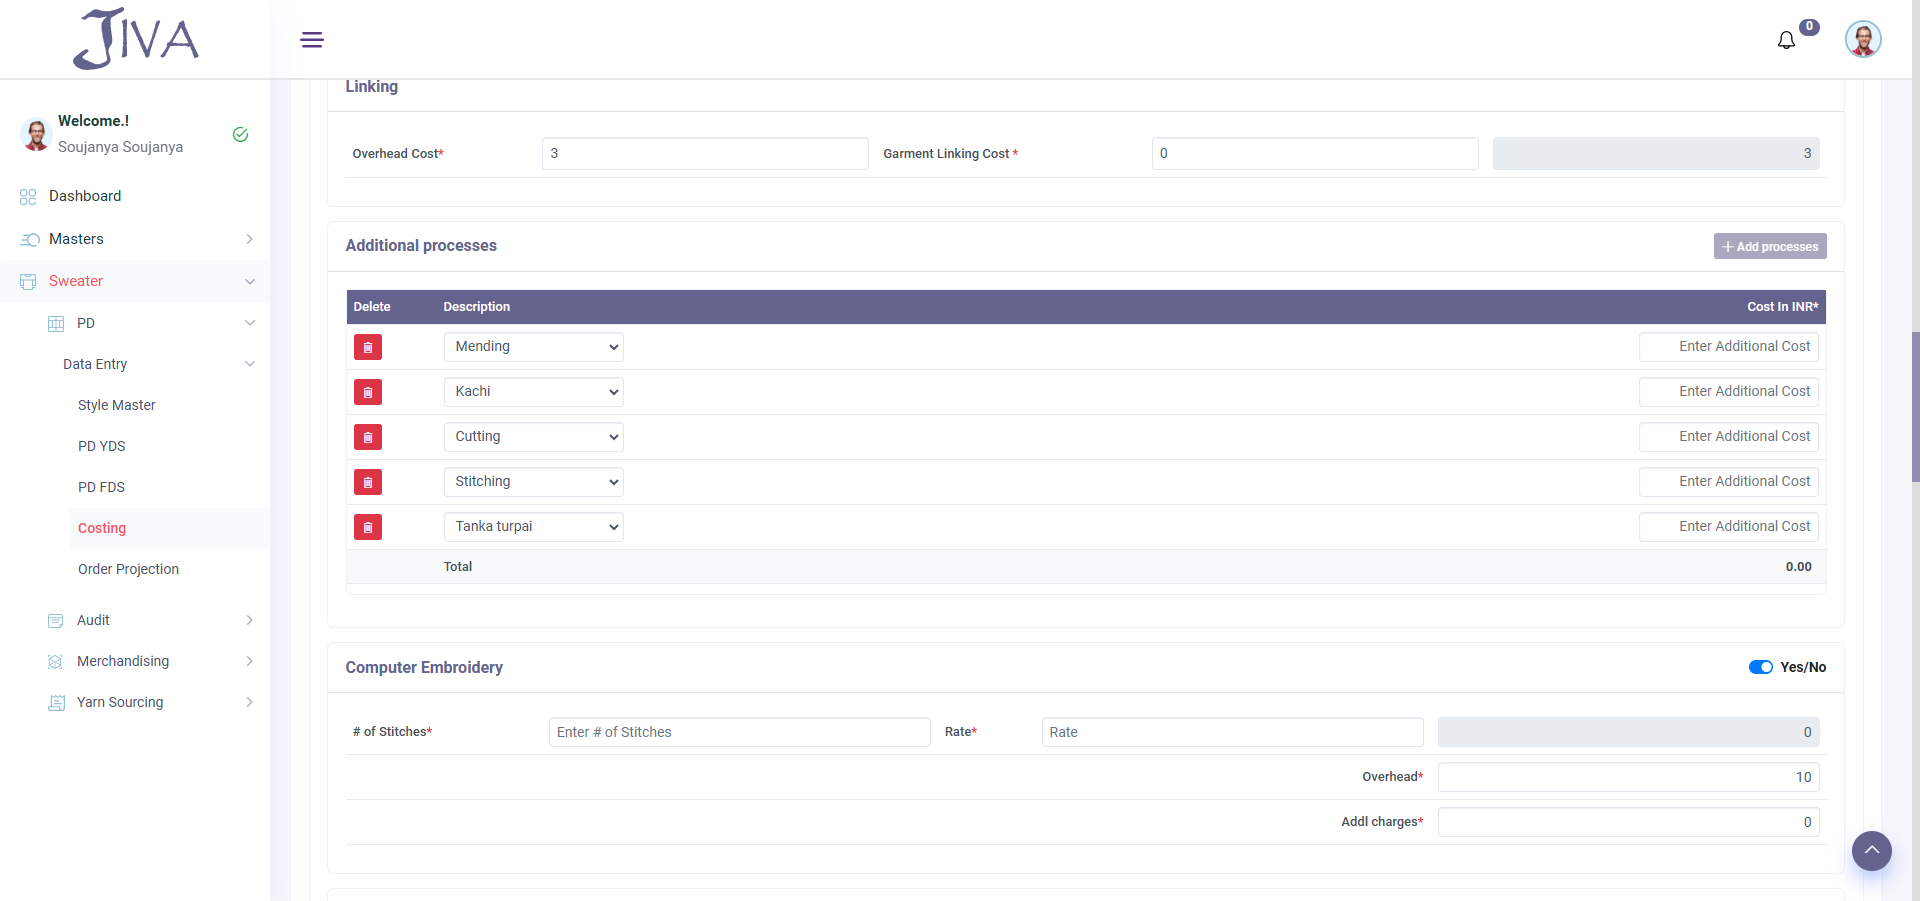 JIVA
0
Welcome.!
Soujanya Soujanya
Dashboard
Masters
Sweater
PD
Data Entry
Style Master
PD YDS
PD FDS
Costing
Order Projection
Audit
Merchandising
Yarn Sourcing
Linking
Overhead Cost* 3 Garment Linking Cost * 0 3
Additional processes + Add processes
Delete Description Cost In INR*
Mending Enter Additional Cost
Kachi Enter Additional Cost
Cutting Enter Additional Cost
Stitching Enter Additional Cost
Tanka turpai Enter Additional Cost
Total 0.00
Computer Embroidery Yes/No
# of Stitches* Enter # of Stitches Rate* Rate 0
Overhead* 10
Addl charges* 0